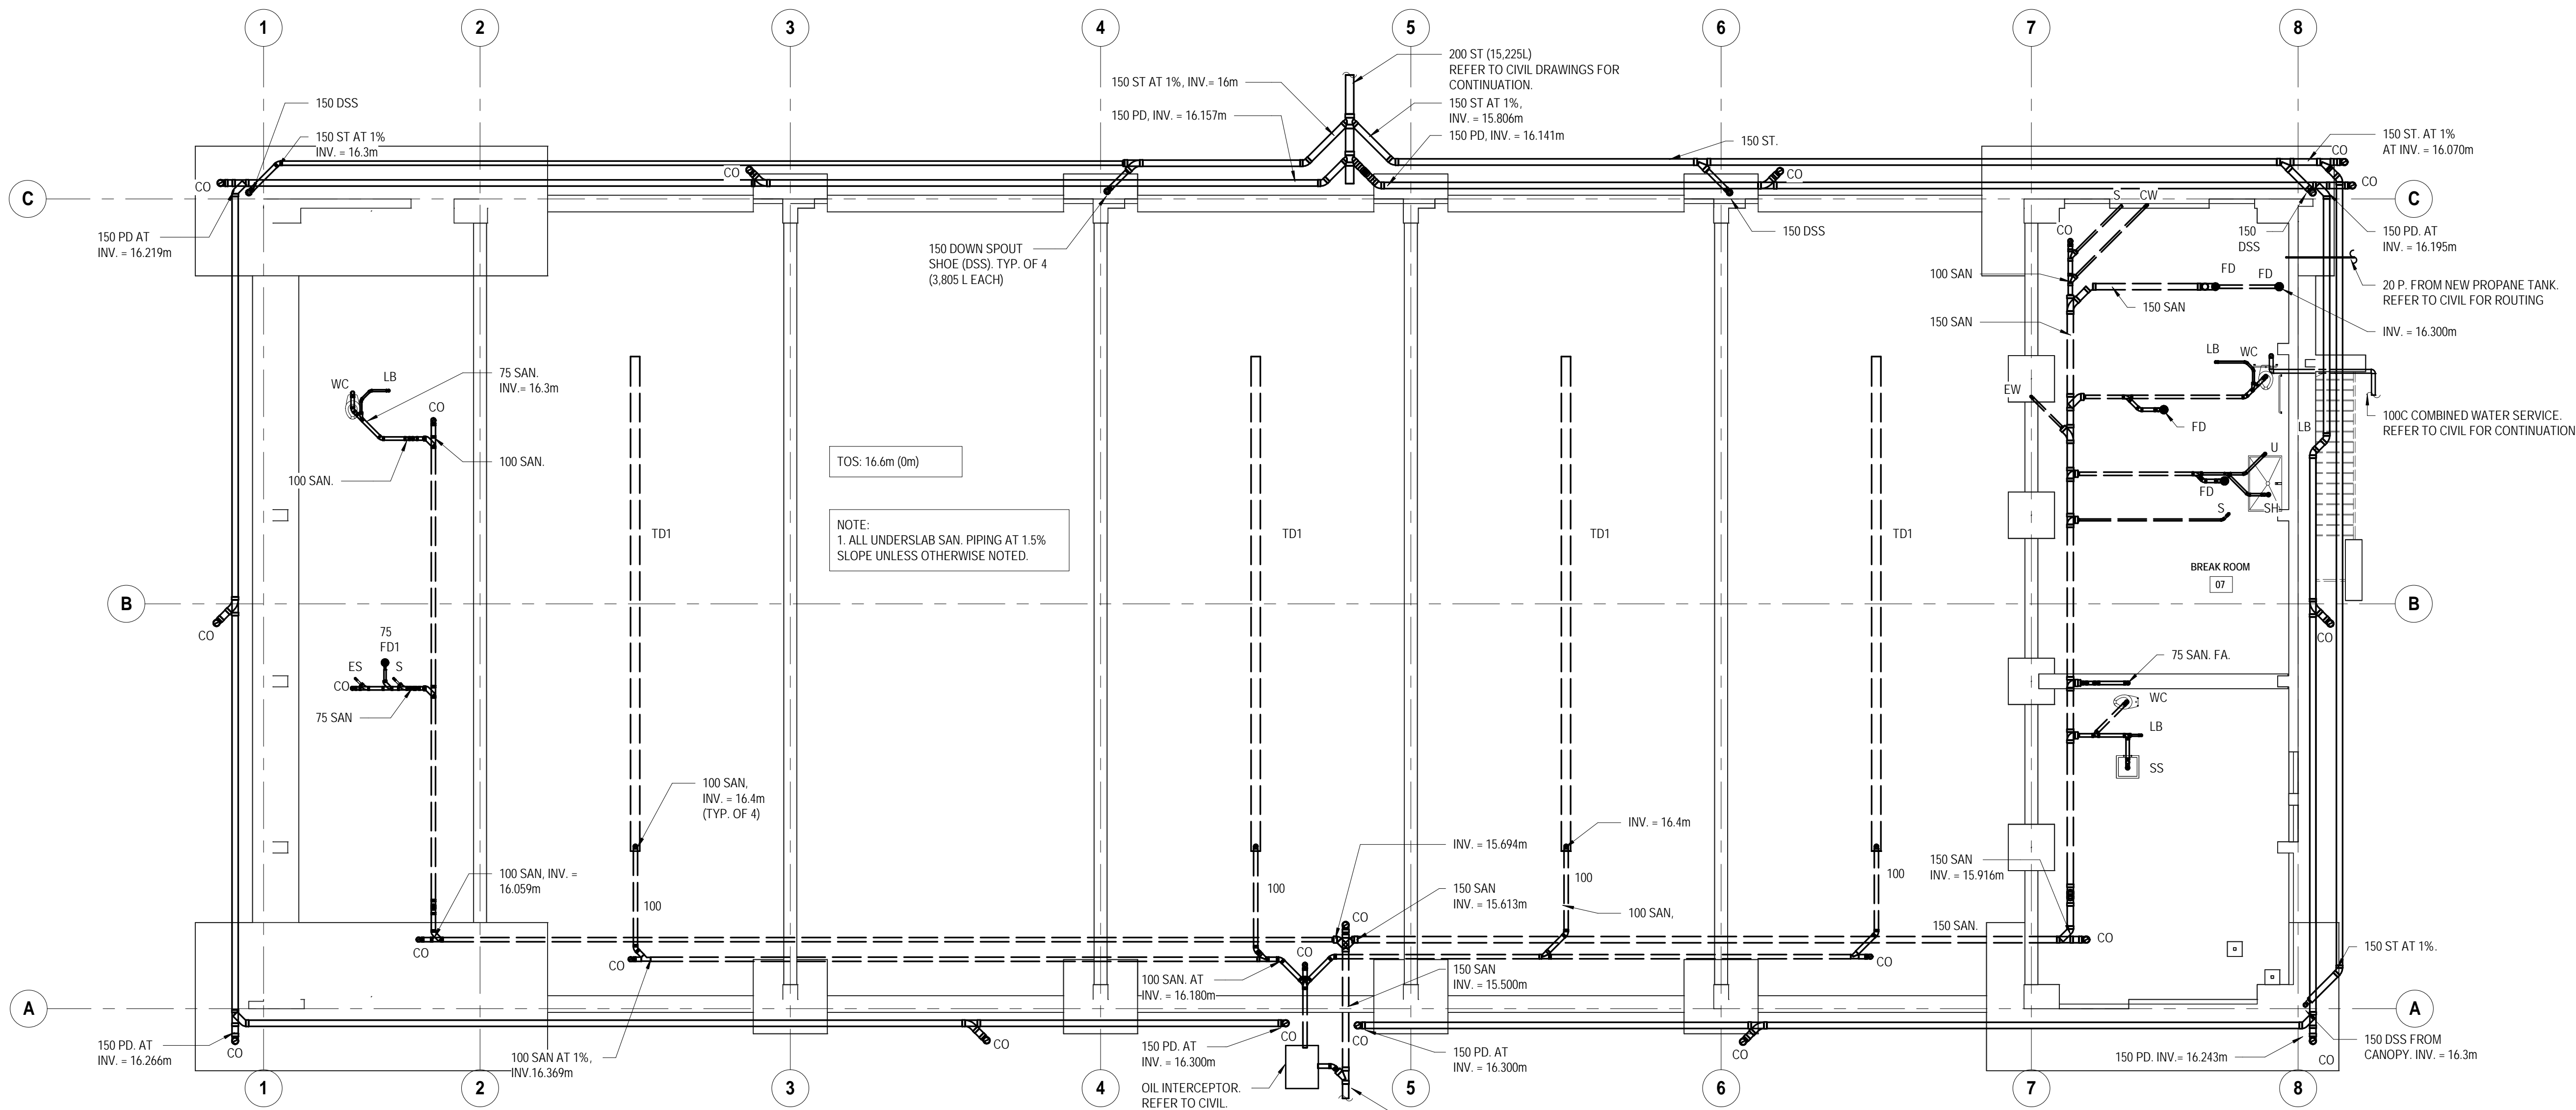 1
2
3
4
5
6
7
8
200 ST (15,225L)
REFER TO CIVIL DRAWINGS FOR
CONTINUATION.
150 ST AT 1%, INV.= 16m
150 ST AT 1%,
INV. = 15.806m
150 PD, INV. = 16.157m
150 PD, INV. = 16.141m
150 DSS
150 ST AT 1%
INV. = 16.3m
150 ST.
150 ST. AT 1%
AT INV. = 16.070m
CO
CO
CO
CO
CO
C
C
150 PD AT
INV. = 16.219m
150 DOWN SPOUT
SHOE (DSS). TYP. OF 4
(3,805 L EACH)
150 DSS
S
CW
CO
150
DSS
150 PD. AT
INV. = 16.195m
100 SAN
FD
FD
20 P. FROM NEW PROPANE TANK.
REFER TO CIVIL FOR ROUTING
150 SAN
150 SAN
INV. = 16.300m
WC
LB
75 SAN.
INV.= 16.3m
CO
LB
WC
EW
100C COMBINED WATER SERVICE.
REFER TO CIVIL FOR CONTINUATION
FD
LB
100 SAN.
100 SAN.
TOS: 16.6m (0m)
U
FD
S
SH
NOTE:
1. ALL UNDERSLAB SAN. PIPING AT 1.5%
SLOPE UNLESS OTHERWISE NOTED.
TD1
TD1
TD1
TD1
BREAK ROOM
07
B
B
CO
CO
75
FD1
ES
S
CO
75 SAN
75 SAN. FA.
WC
LB
SS
100 SAN,
INV. = 16.4m
(TYP. OF 4)
INV. = 16.4m
INV. = 15.694m
150 SAN
INV. = 15.916m
100 SAN, INV. =
16.059m
150 SAN
INV. = 15.613m
100
100
100
100
100 SAN,
150 SAN.
CO
CO
CO
CO
CO
CO
150 ST AT 1%.
100 SAN. AT
INV. = 16.180m
150 SAN
INV. = 15.500m
A
A
150 PD. AT
INV. = 16.266m
CO
100 SAN AT 1%,
INV.16.369m
CO
150 PD. AT
INV. = 16.300m
CO
CO
150 PD. AT
INV. = 16.300m
CO
150 PD. INV.= 16.243m
CO
150 DSS FROM
CANOPY. INV. = 16.3m
OIL INTERCEPTOR.
REFER TO CIVIL.
1
2
3
4
5
6
7
8